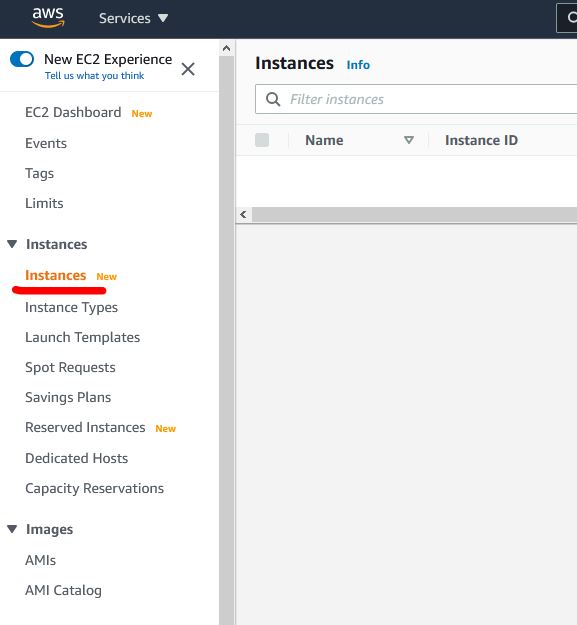 aws
Services
New EC2 Experience
Tell us what you think
EC2 Dashboard New
Events
Tags
Limits
Instances
Instances New
Instance Types
Launch Templates
Spot Requests
Savings Plans
Reserved Instances New
Dedicated Hosts
Capacity Reservations
Images
AMIs
AMI Catalog
Instances Info
Filter instances
Name Instance ID